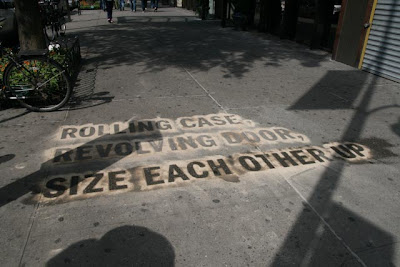 ROLLING CASE,
REVOLVING DOOR,
SIZE EACH OTHER UP